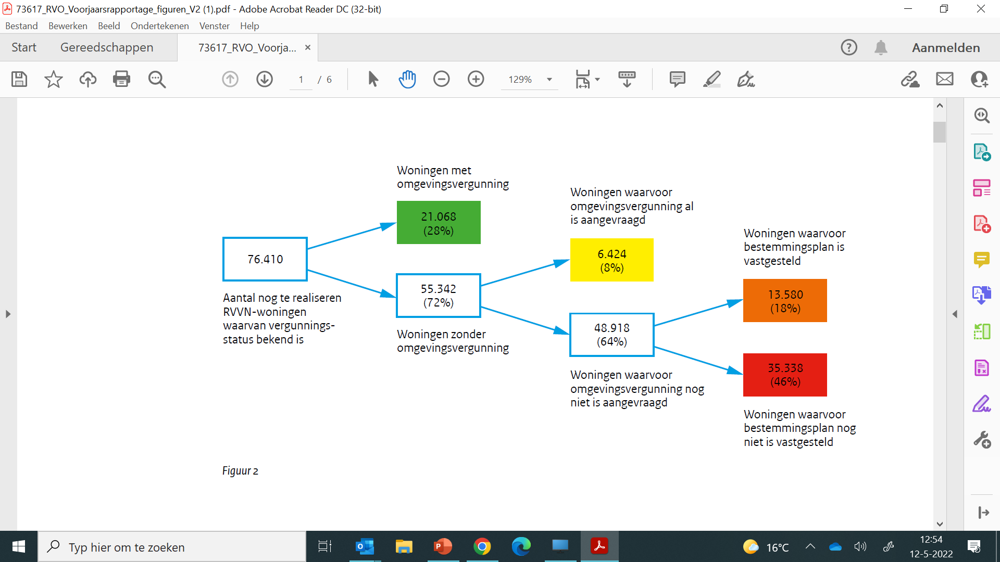 73617_RVO_Voorjaarsrapportage_figuren_V2 (1).pdf - Adobe Acrobat Reader DC (32-bit)
Bestand Bewerken Beeld Ondertekenen Venster Help
Start Gereedschappen 73617_RVO_Voorja... × Aanmelden
1 / 6 129%
Woningen met
omgevingsvergunning
21.068
(28%)
76.410
Aantal nog te realiseren
RVVN-woningen
waarvan vergunnings-
status bekend is
55.342
(72%)
Woningen zonder
omgevingsvergunning
Woningen waarvoor
omgevingsvergunning al
is aangevraagd
6.424
(8%)
48.918
(64%)
Woningen waarvoor
omgevingsvergunning nog
niet is aangevraagd
Woningen waarvoor
bestemmingsplan is
vastgesteld
13.580
(18%)
35.338
(46%)
Woningen waarvoor
bestemmingsplan nog
niet is vastgesteld
Figuur 2
Typ hier om te zoeken
16°C
12:54
12-5-2022